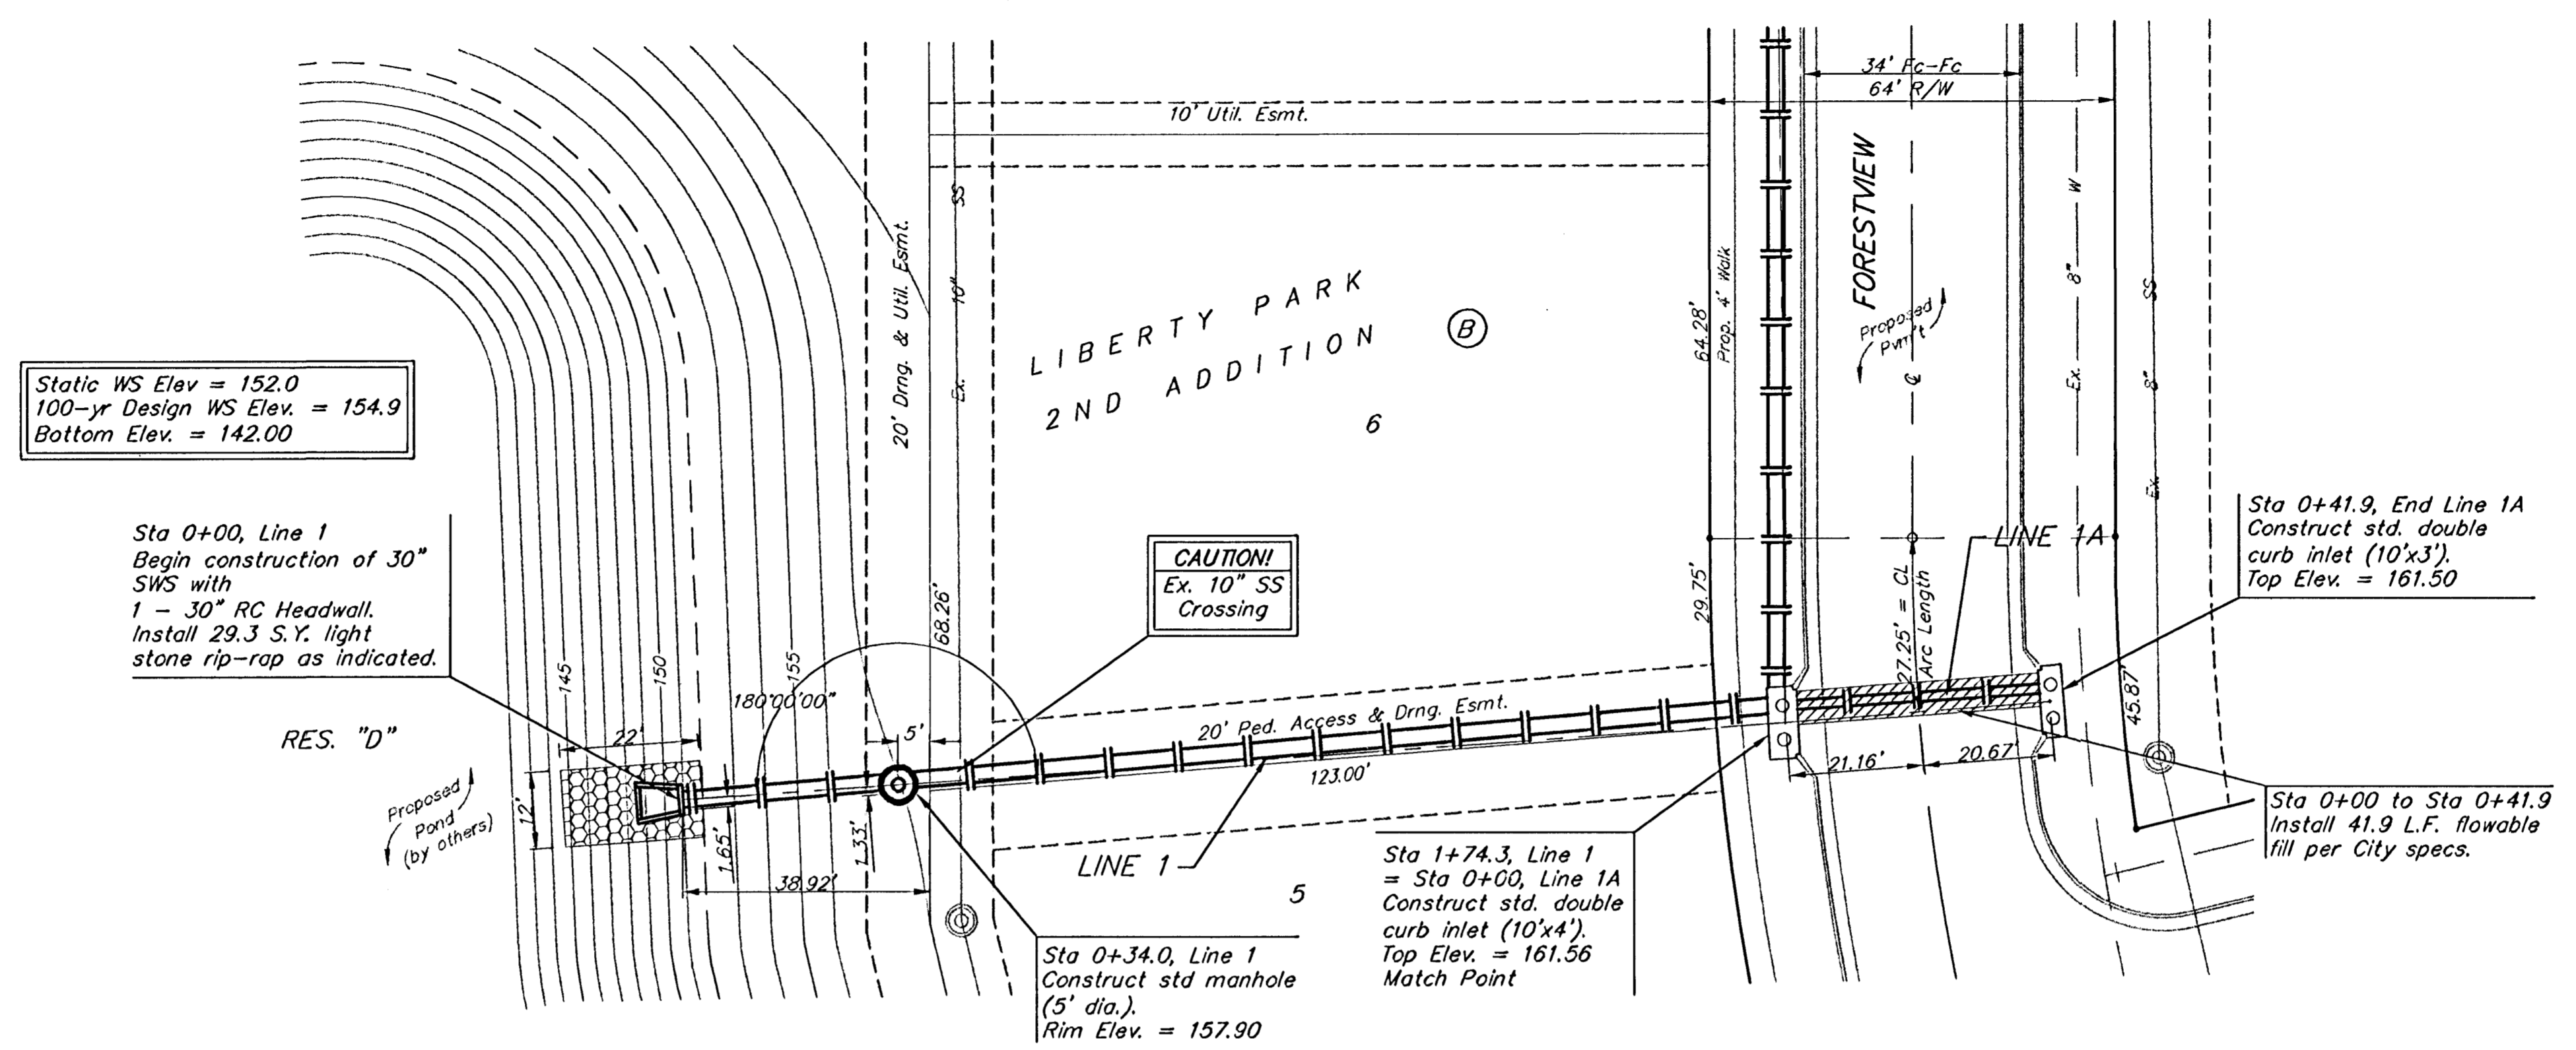 34' Fc-Fc
64' R/W
10' Util. Esmt.
FORESTVIEW
Proposed
Pvm't
℄
Ex. 8" W
Ex. 8" SS
20' Drng. & Util. Esmt.
Ex. 10" SS
LIBERTY PARK
2ND ADDITION
B
6
64.28'
Prop. 4' Walk
29.75'
Static WS Elev = 152.0
100-yr Design WS Elev. = 154.9
Bottom Elev. = 142.00
Sta 0+00, Line 1
Begin construction of 30"
SWS with
1 - 30" RC Headwall.
Install 29.3 S.Y. light
stone rip-rap as indicated.
CAUTION!
Ex. 10" SS
Crossing
LINE 1A
Sta 0+41.9, End Line 1A
Construct std. double
curb inlet (10'x3').
Top Elev. = 161.50
27.25' = CL
Arc Length
68.26'
145
150
155
180°00'00"
5'
20' Ped. Access & Drng. Esmt.
123.00'
LINE 1
RES. "D"
22'
12'
Proposed
Pond
(by others)
1.65'
1.33'
38.92'
5
21.16'
20.67'
45.87'
Sta 0+00 to Sta 0+41.9
Install 41.9 L.F. flowable
fill per City specs.
Sta 1+74.3, Line 1
= Sta 0+00, Line 1A
Construct std. double
curb inlet (10'x4').
Top Elev. = 161.56
Match Point
Sta 0+34.0, Line 1
Construct std manhole
(5' dia.).
Rim Elev. = 157.90